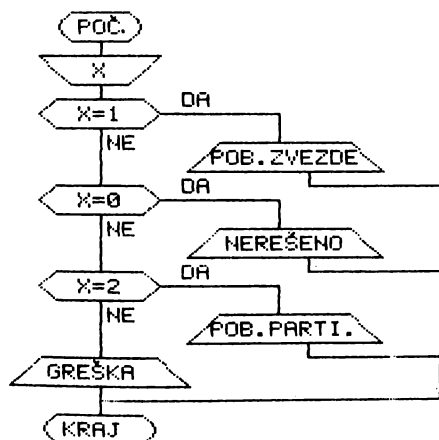 POČ.
X
X=1
DA
NE
POB.ZVEZDE
X=0
DA
NE
NEREŠENO
X=2
DA
NE
POB.PARTI.
GREŠKA
KRAJ